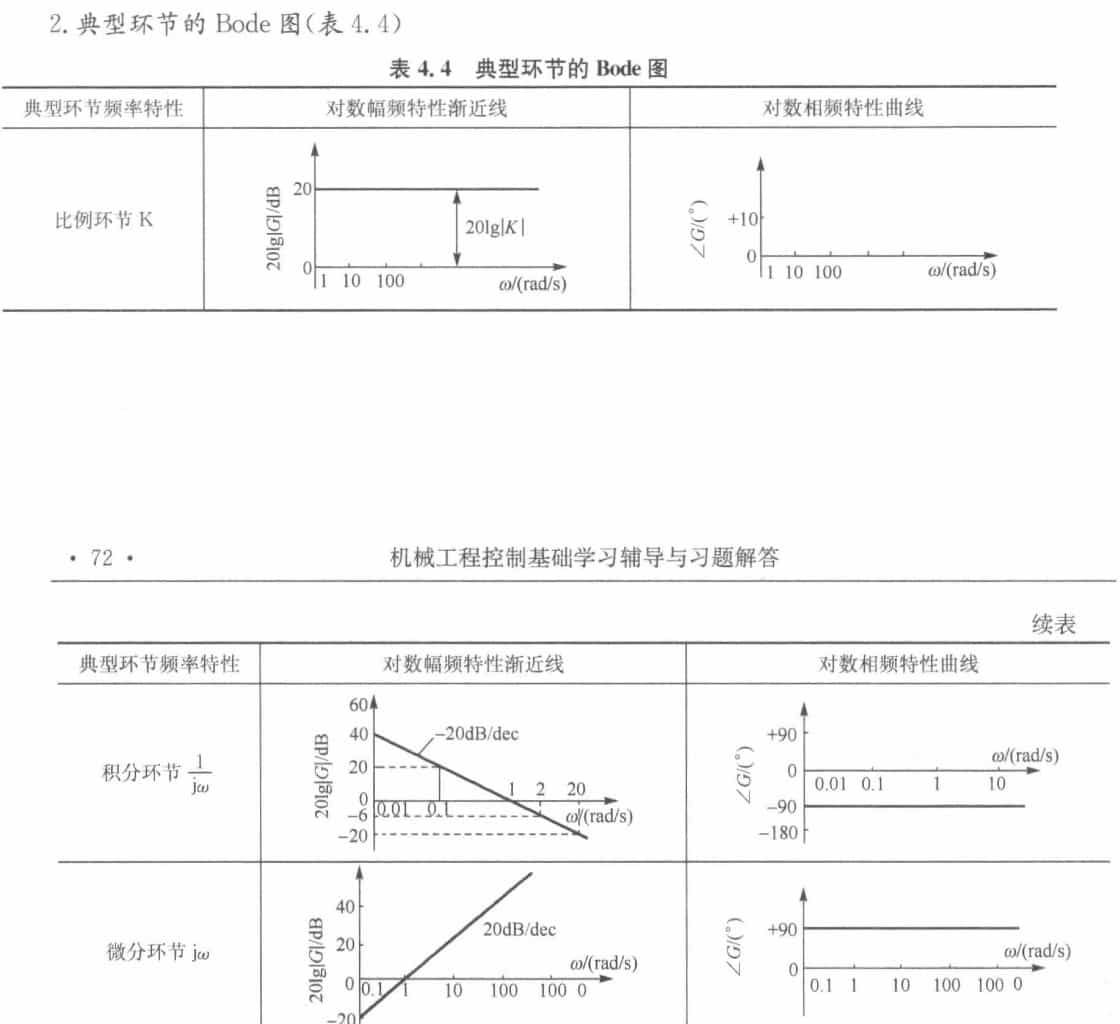 2. 典型环节的 Bode 图(表 4.4)
表 4.4 典型环节的 Bode 图
典型环节频率特性 对数幅频特性渐近线 对数相频特性曲线
比例环节 K
20lg|G|/dB
20
0
20lg|K|
1 10 100
ω/(rad/s)
∠G/(°)
+10
0
1 10 100
ω/(rad/s)
· 72 · 机械工程控制基础学习辅导与习题解答
续表
典型环节频率特性 对数幅频特性渐近线 对数相频特性曲线
积分环节 1/jω
20lg|G|/dB
60
40
20
0
-6
-20
-20dB/dec
0.01 0.1 1 2 20
ω/(rad/s)
∠G/(°)
+90
0
-90
-180
ω/(rad/s)
0.01 0.1 1 10
微分环节 jω
20lg|G|/dB
40
20
0
-20
20dB/dec
ω/(rad/s)
0.1 1 10 100 100 0
∠G/(°)
+90
0
ω/(rad/s)
0.1 1 10 100 100 0